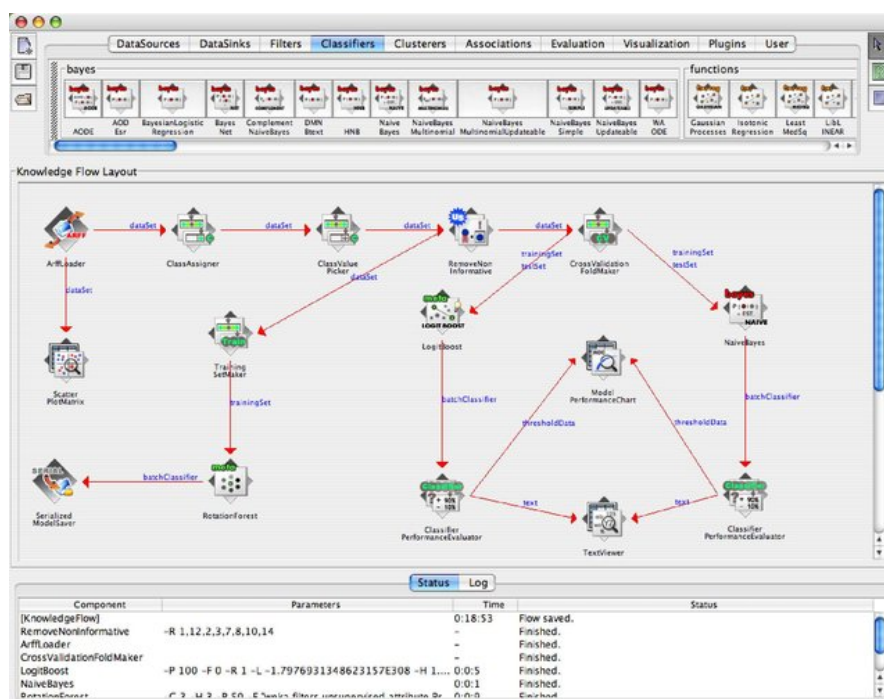 DataSources DataSinks Filters Classifiers Clusterers Associations Evaluation Visualization Plugins User
bayes functions
AODE AOD Esr BayesianLogistic Regression Bayes Net Complement NaiveBayes DMN Btext HNB Naive Bayes NaiveBayes Multinomial NaiveBayes MultinomialUpdateable NaiveBayes Simple NaiveBayes Updateable WA ODE Gaussian Processes Isotonic Regression Least MedSq LibL INEAR
Knowledge Flow Layout
dataSet dataSet dataSet dataSet
ArffLoader ClassAssigner ClassValue Picker RemoveNon Informative CrossValidation FoldMaker
trainingSet testSet
trainingSet testSet
dataSet
dataSet
LOGIT BOOST
NAIVE
LogitBoost
NaiveBayes
Training SetMaker
Scatter PlotMatrix
Model PerformanceChart
trainingSet
batchClassifier
batchClassifier
thresholdData thresholdData
batchClassifier
Serialized ModelSaver
RotationForest
text text
Classifier PerformanceEvaluator
TextViewer
Classifier PerformanceEvaluator
Status Log
Component Parameters Time Status
[KnowledgeFlow] 0:18:53 Flow saved.
RemoveNonInformative -R 1,12,2,3,7,8,10,14 - Finished.
ArffLoader - Finished.
CrossValidationFoldMaker - Finished.
LogitBoost -P 100 -F 0 -R 1 -L -1.7976931348623157E308 -H 1.... 0:0:5 Finished.
NaiveBayes 0:0:1 Finished.